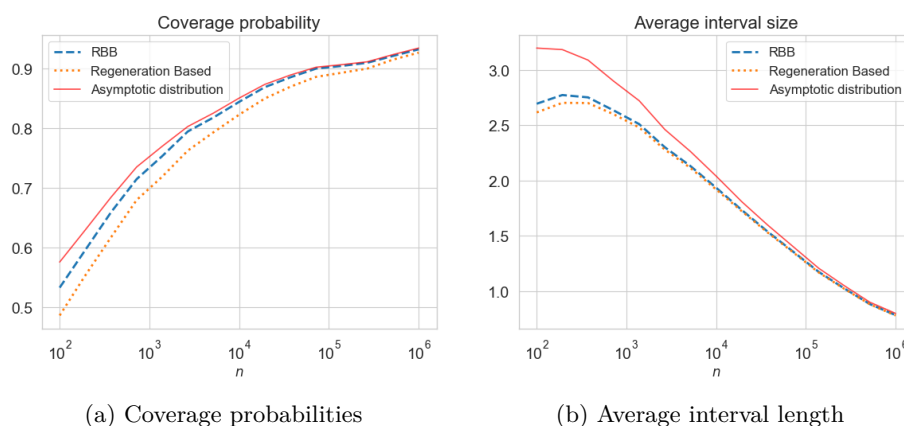 Coverage probability
RBB
Regeneration Based
Asymptotic distribution
0.9
0.8
0.7
0.6
0.5
10^2
10^3
10^4
10^5
10^6
n
(a) Coverage probabilities
Average interval size
RBB
Regeneration Based
Asymptotic distribution
3.0
2.5
2.0
1.5
1.0
10^2
10^3
10^4
10^5
10^6
n
(b) Average interval length